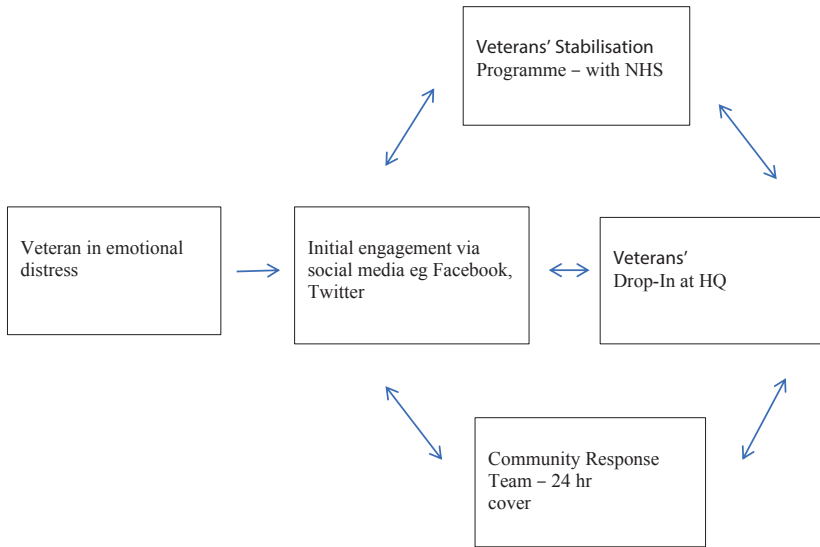 Veterans’ Stabilisation
Programme – with NHS
Veteran in emotional
distress
Initial engagement via
social media eg Facebook,
Twitter
Veterans’
Drop-In at HQ
Community Response
Team – 24 hr
cover